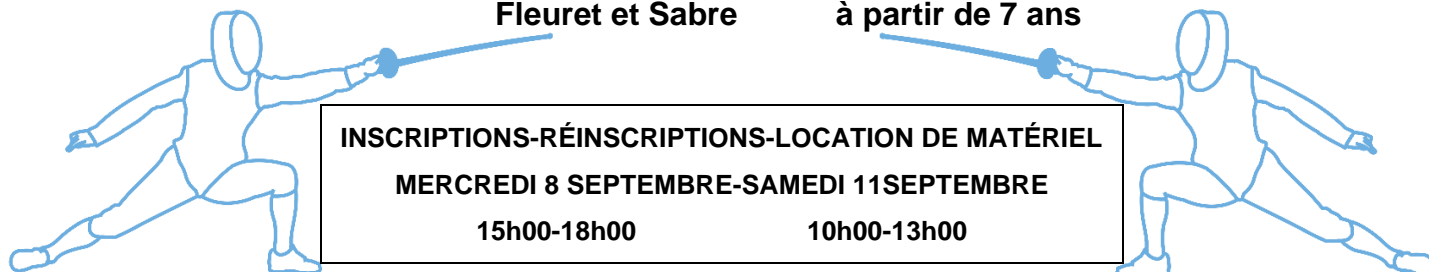 Fleuret et Sabre à partir de 7 ans
INSCRIPTIONS-RÉINSCRIPTIONS-LOCATION DE MATÉRIEL
MERCREDI 8 SEPTEMBRE-SAMEDI 11SEPTEMBRE
15h00-18h00 10h00-13h00